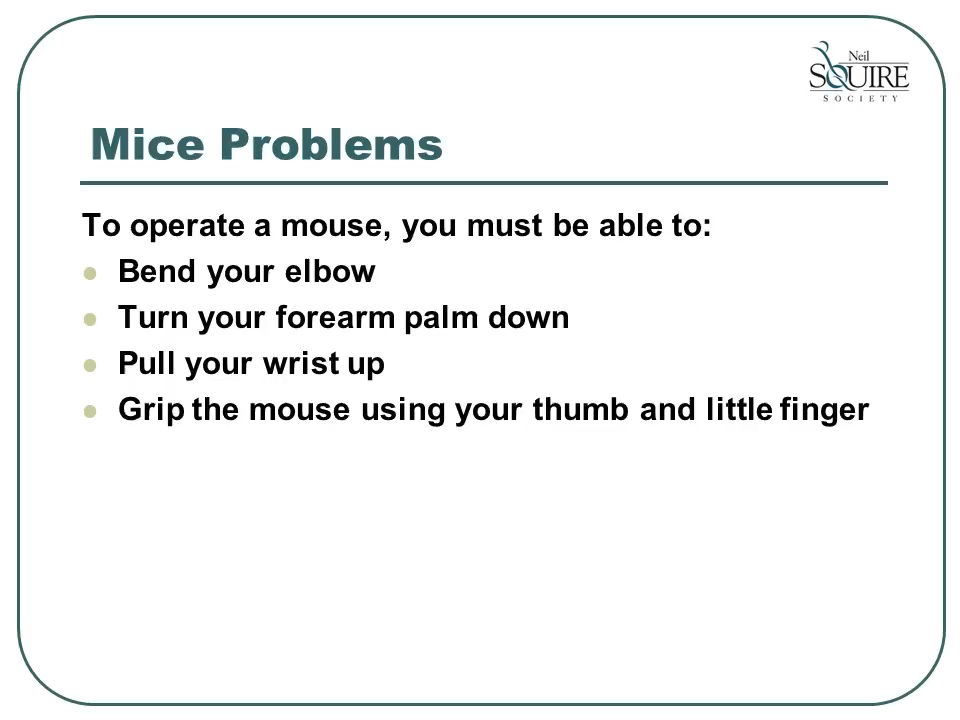 Neil
SQUIRE
SOCIETY
Mice Problems
To operate a mouse, you must be able to:
Bend your elbow
Turn your forearm palm down
Pull your wrist up
Grip the mouse using your thumb and little finger